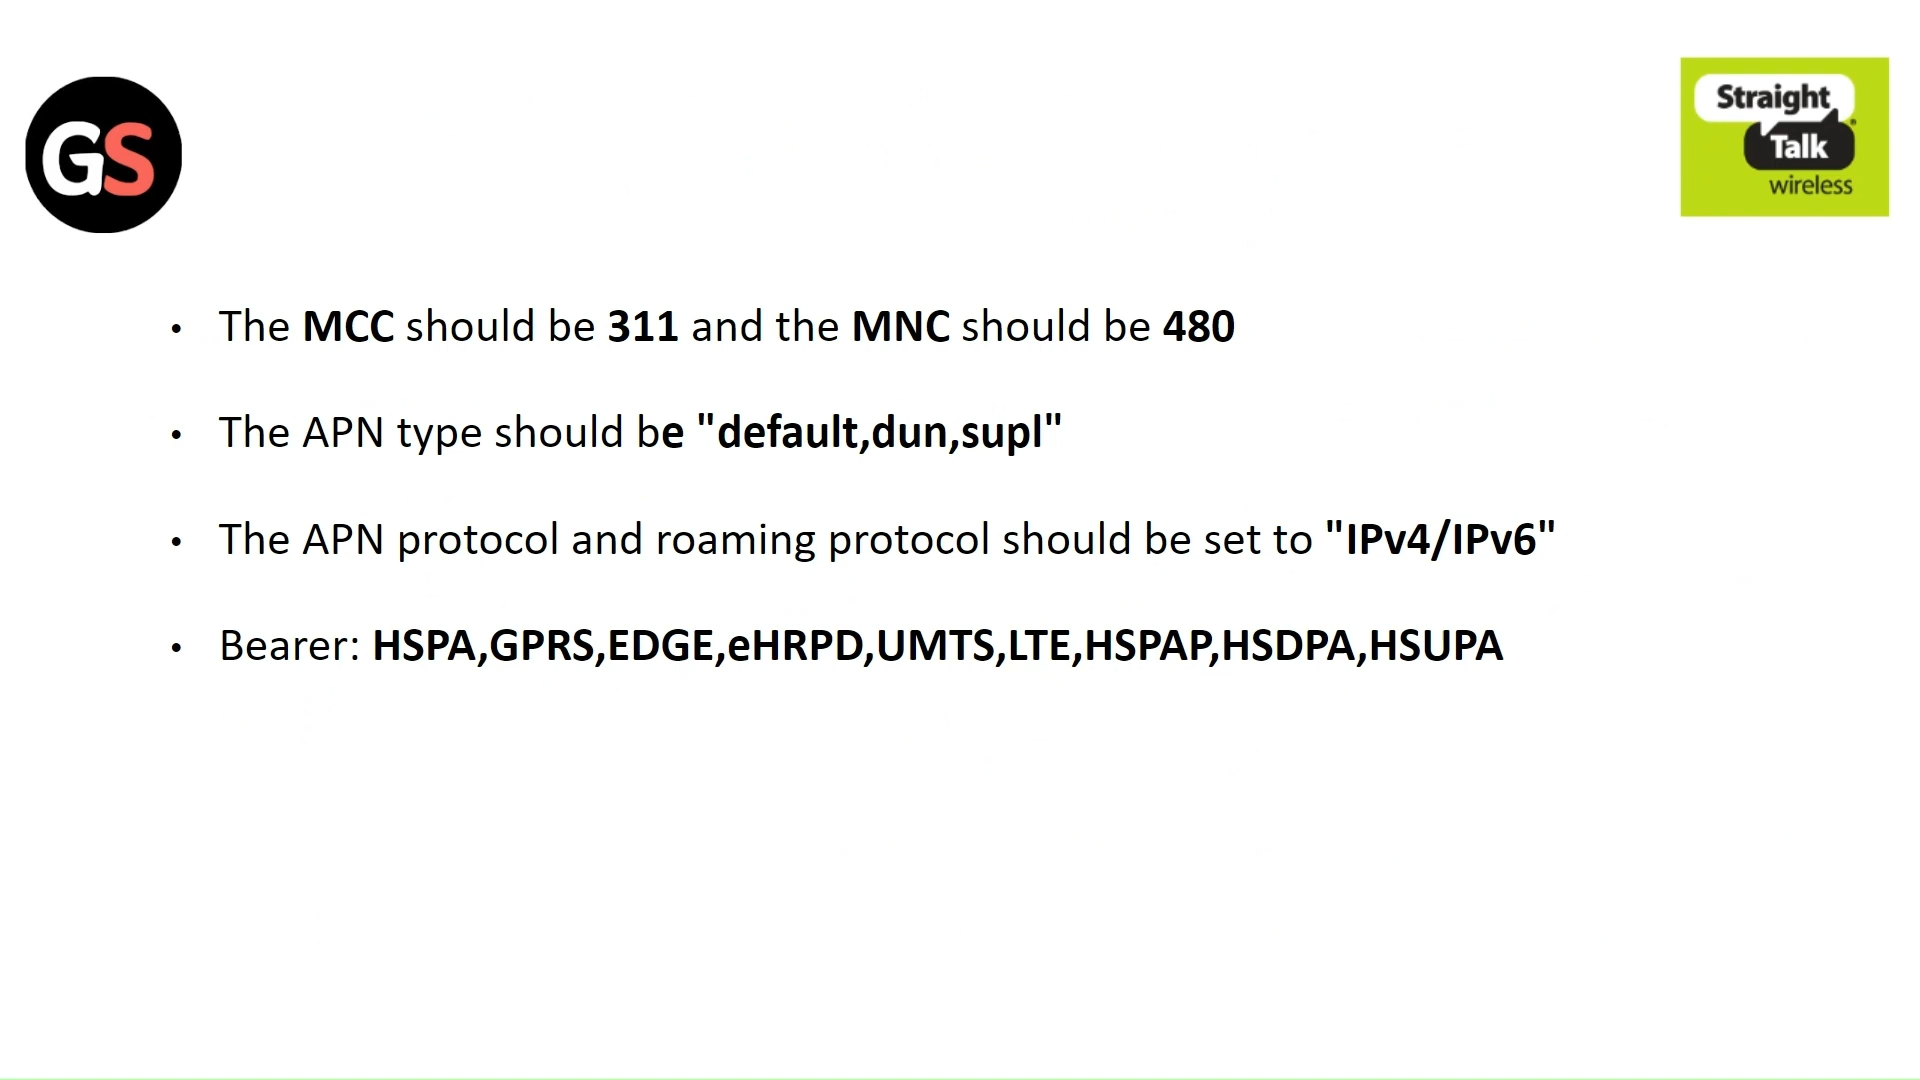 GS
Straight
Talk
wireless
• The MCC should be 311 and the MNC should be 480
• The APN type should be "default,dun,supl"
• The APN protocol and roaming protocol should be set to "IPv4/IPv6"
• Bearer: HSPA,GPRS,EDGE,eHRPD,UMTS,LTE,HSPAP,HSDPA,HSUPA